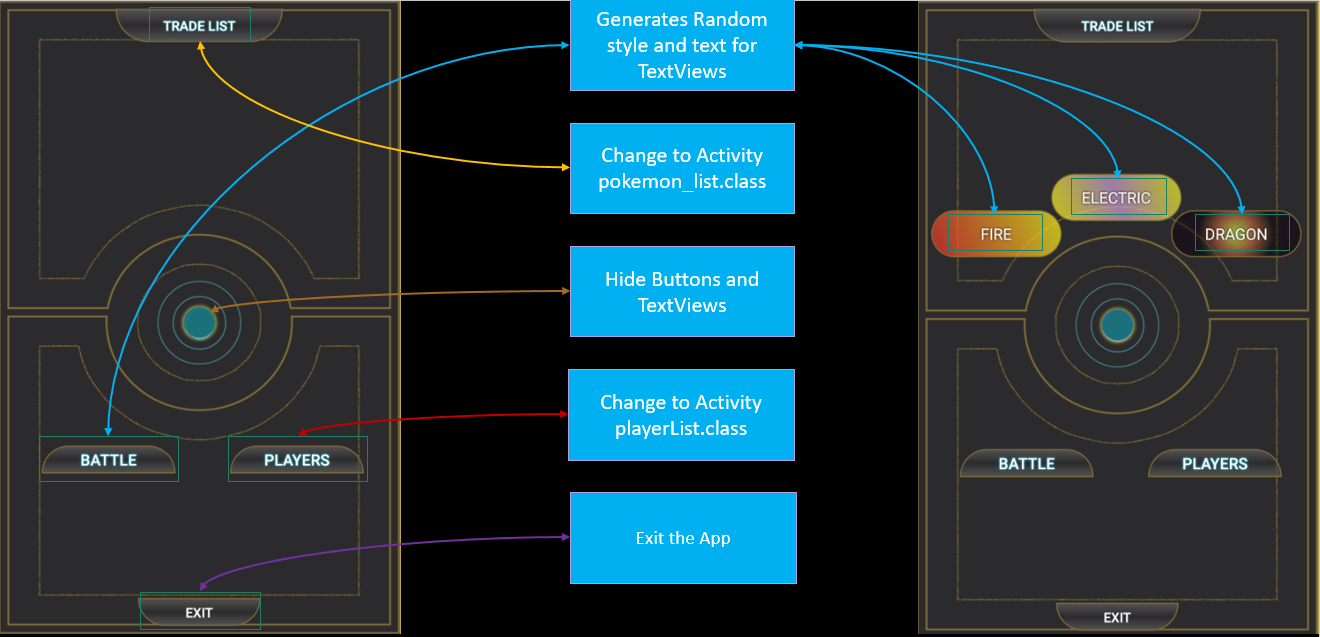 TRADE LIST
Generates Random
style and text for
TextViews
TRADE LIST
Change to Activity
pokemon_list.class
ELECTRIC
FIRE
DRAGON
Hide Buttons and
TextViews
Change to Activity
playerList.class
BATTLE
PLAYERS
BATTLE
PLAYERS
Exit the App
EXIT
EXIT